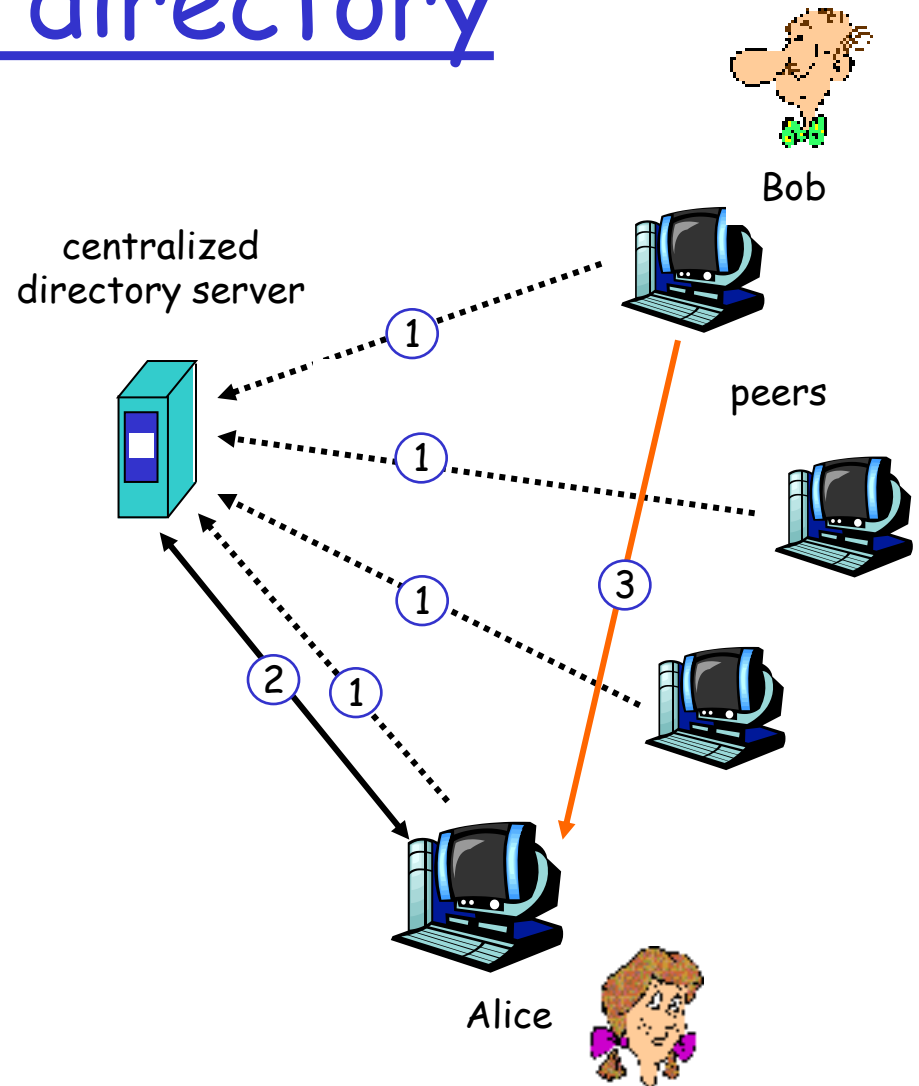 directory
Bob
centralized
directory server
1
peers
1
3
1
2
1
Alice